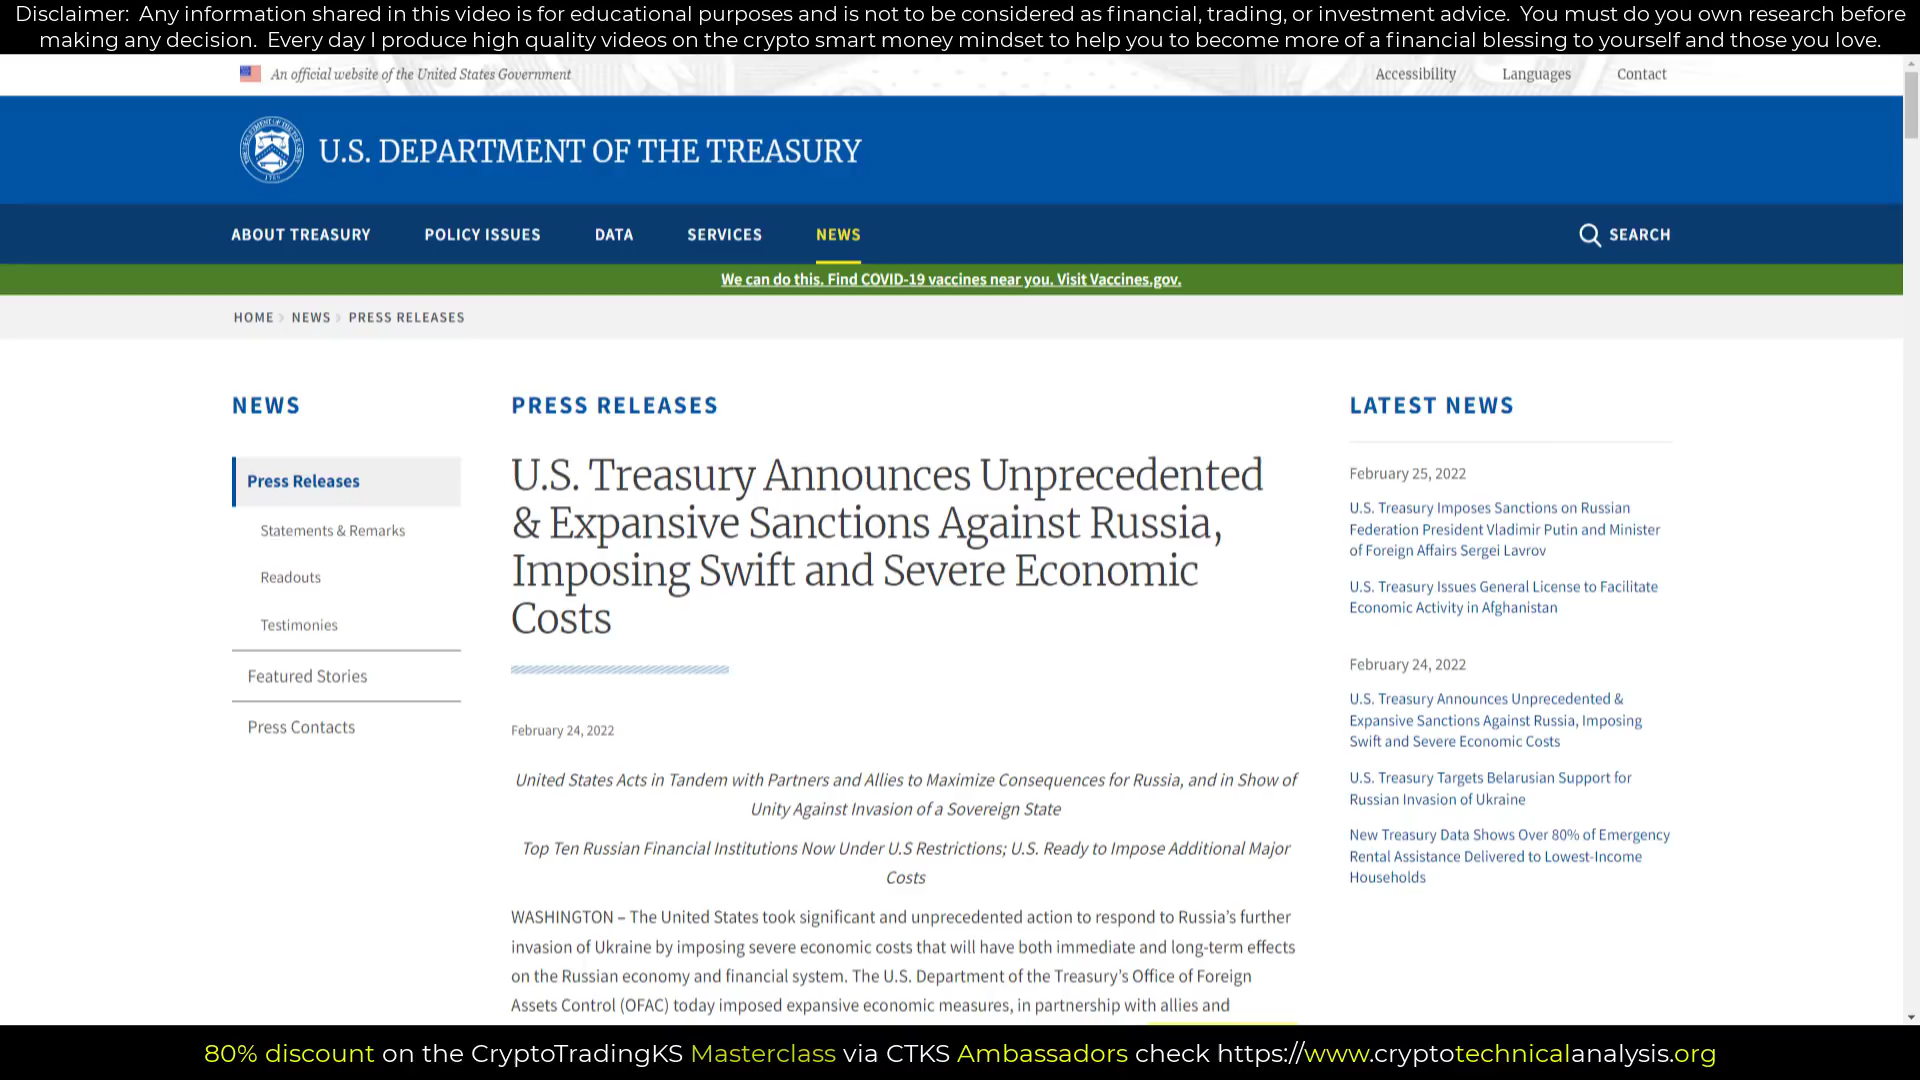 Disclaimer:  Any information shared in this video is for educational purposes and is not to be considered as financial, trading, or investment advice.  You must do you own research before
making any decision.  Every day I produce high quality videos on the crypto smart money mindset to help you to become more of a financial blessing to yourself and those you love.
An official website of the United States Government
Accessibility
Languages
Contact
U.S. DEPARTMENT OF THE TREASURY
ABOUT TREASURY
POLICY ISSUES
DATA
SERVICES
NEWS
SEARCH
We can do this. Find COVID-19 vaccines near you. Visit Vaccines.gov.
HOME › NEWS › PRESS RELEASES
NEWS
Press Releases
Statements & Remarks
Readouts
Testimonies
Featured Stories
Press Contacts
PRESS RELEASES
U.S. Treasury Announces Unprecedented
& Expansive Sanctions Against Russia,
Imposing Swift and Severe Economic
Costs
February 24, 2022
United States Acts in Tandem with Partners and Allies to Maximize Consequences for Russia, and in Show of
Unity Against Invasion of a Sovereign State
Top Ten Russian Financial Institutions Now Under U.S Restrictions; U.S. Ready to Impose Additional Major
Costs
WASHINGTON – The United States took significant and unprecedented action to respond to Russia’s further
invasion of Ukraine by imposing severe economic costs that will have both immediate and long-term effects
on the Russian economy and financial system. The U.S. Department of the Treasury’s Office of Foreign
Assets Control (OFAC) today imposed expansive economic measures, in partnership with allies and
LATEST NEWS
February 25, 2022
U.S. Treasury Imposes Sanctions on Russian
Federation President Vladimir Putin and Minister
of Foreign Affairs Sergei Lavrov
U.S. Treasury Issues General License to Facilitate
Economic Activity in Afghanistan
February 24, 2022
U.S. Treasury Announces Unprecedented &
Expansive Sanctions Against Russia, Imposing
Swift and Severe Economic Costs
U.S. Treasury Targets Belarusian Support for
Russian Invasion of Ukraine
New Treasury Data Shows Over 80% of Emergency
Rental Assistance Delivered to Lowest-Income
Households
80% discount on the CryptoTradingKS Masterclass via CTKS Ambassadors check https://www.cryptotechnicalanalysis.org